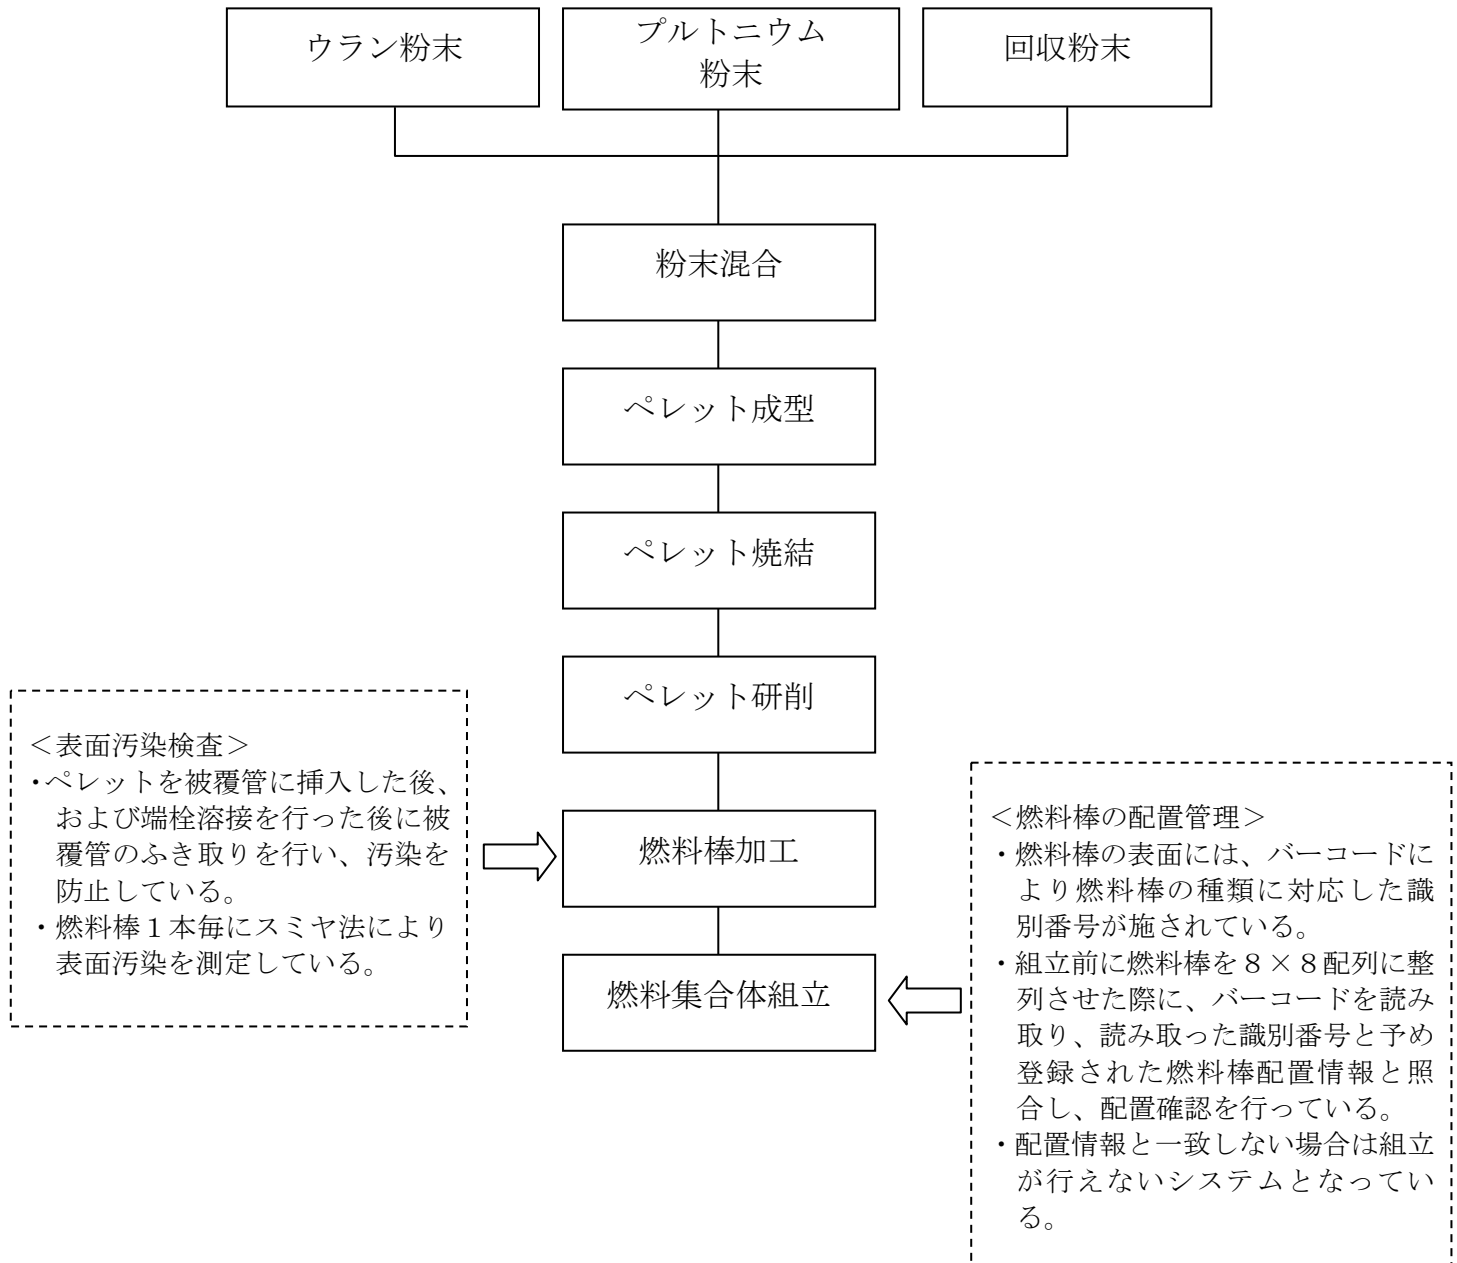 ウラン粉末
プルトニウム
粉末
回収粉末
粉末混合
ペレット成型
ペレット焼結
ペレット研削
<表面汚染検査>
・ペレットを被覆管に挿入した後、
および端栓溶接を行った後に被
覆管のふき取りを行い、汚染を
防止している。
・燃料棒1本毎にスミヤ法により
表面汚染を測定している。
燃料棒加工
燃料集合体組立
<燃料棒の配置管理>
・燃料棒の表面には、バーコードに
より燃料棒の種類に対応した識
別番号が施されている。
・組立前に燃料棒を8×8配列に整
列させた際に、バーコードを読み
取り、読み取った識別番号と予め
登録された燃料棒配置情報と照
合し、配置確認を行っている。
・配置情報と一致しない場合は組立
が行えないシステムとなってい
る。